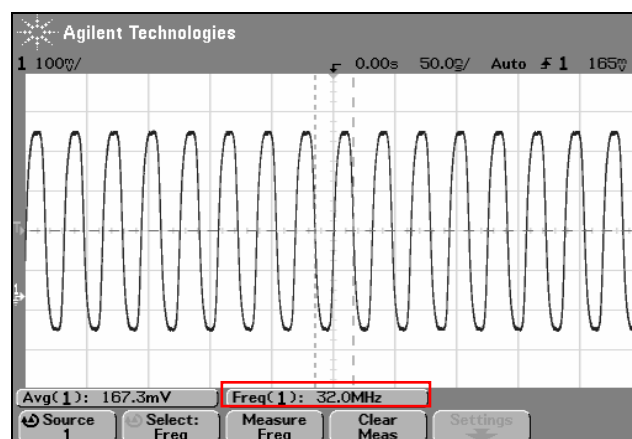 Agilent Technologies
1 100mV/ 0.00s 50.0ns/ Auto 1 165mV
T
1
Avg(1): 167.3mV Freq(1): 32.0MHz
Source Select: Measure Clear Settings
1 Freq Freq Meas